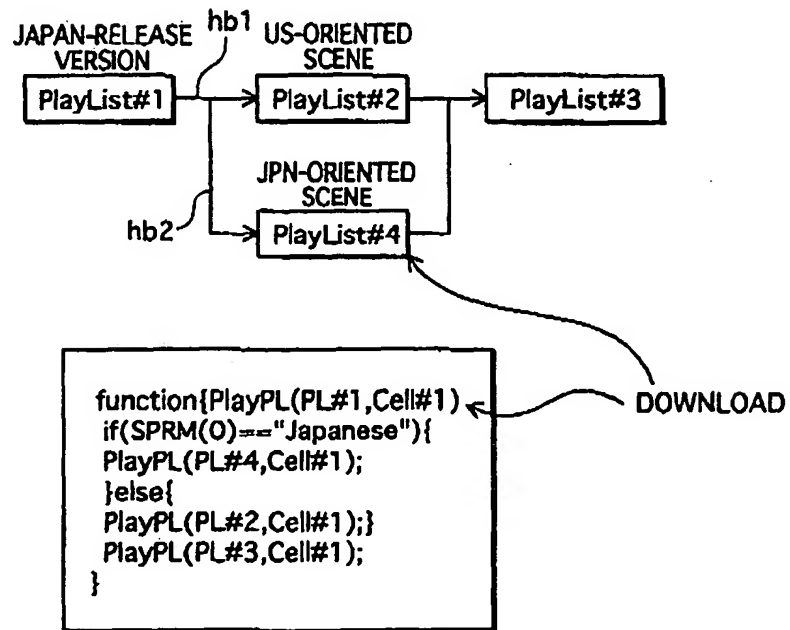 hb1
JAPAN-RELEASE
VERSION
US-ORIENTED
SCENE
PlayList#1
PlayList#2
PlayList#3
JPN-ORIENTED
SCENE
hb2
PlayList#4
function{PlayPL(PL#1,Cell#1)
if(SPRM(0)=="Japanese"){
PlayPL(PL#4,Cell#1);
}else{
PlayPL(PL#2,Cell#1);}
PlayPL(PL#3,Cell#1);
}
DOWNLOAD